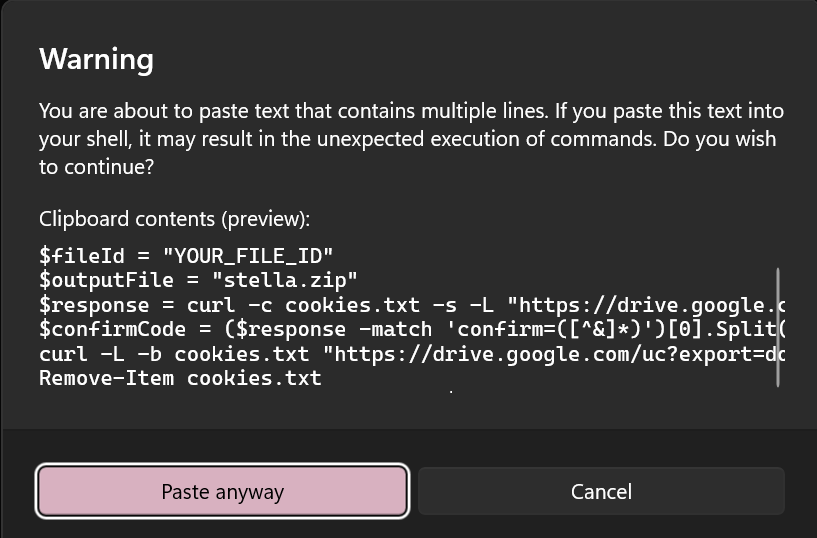 Warning
You are about to paste text that contains multiple lines. If you paste this text into
your shell, it may result in the unexpected execution of commands. Do you wish
to continue?
Clipboard contents (preview):
$fileId = "YOUR_FILE_ID"
$outputFile = "stella.zip"
$response = curl -c cookies.txt -s -L "https://drive.google.c
$confirmCode = ($response -match 'confirm=([^&]*)')[0].Split(
curl -L -b cookies.txt "https://drive.google.com/uc?export=do
Remove-Item cookies.txt
Paste anyway
Cancel